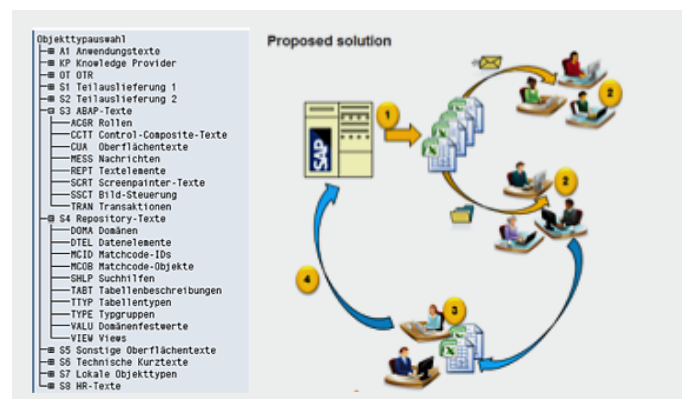 Objekttypauswahl
A1 Anwendungstexte
KP Knowledge Provider
OT OTR
S1 Teilauslieferung 1
S2 Teilauslieferung 2
S3 ABAP-Texte
ACGR Rollen
CCTT Control-Composite-Texte
CUA Oberflächentexte
MESS Nachrichten
REPT Textelemente
SCRT Screenpainter-Texte
SSCT Bild-Steuerung
TRAN Transaktionen
S4 Repository-Texte
DOMA Domänen
DTEL Datenelemente
MCID Matchcode-IDs
MCOB Matchcode-Objekte
SHLP Suchhilfen
TABT Tabellenbeschreibungen
TTYP Tabellentypen
TYPE Typgruppen
VALU Domänenfestwerte
VIEW Views
S5 Sonstige Oberflächentexte
S6 Technische Kurztexte
S7 Lokale Objekttypen
S8 HR-Texte
Proposed solution
SAP
1
2
2
3
4